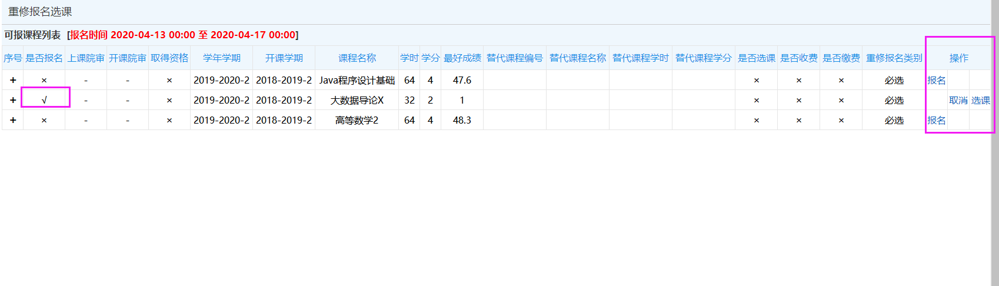 重修报名选课
可报课程列表 [报名时间 2020-04-13 00:00 至 2020-04-17 00:00]
序号 是否报名 上课院审 开课院审 取得资格 学年学期 开课学期 课程名称 学时 学分 最好成绩 替代课程编号 替代课程名称 替代课程学时 替代课程学分 是否选课 是否收费 是否缴费 重修报名类别 操作
+ × - - × 2019-2020-2 2018-2019-2 Java程序设计基础 64 4 47.6 × × × 必选 报名
+ √ - - × 2019-2020-2 2018-2019-2 大数据导论X 32 2 1 × × × 必选 取消 选课
+ × - - × 2019-2020-2 2018-2019-2 高等数学2 64 4 48.3 × × × 必选 报名